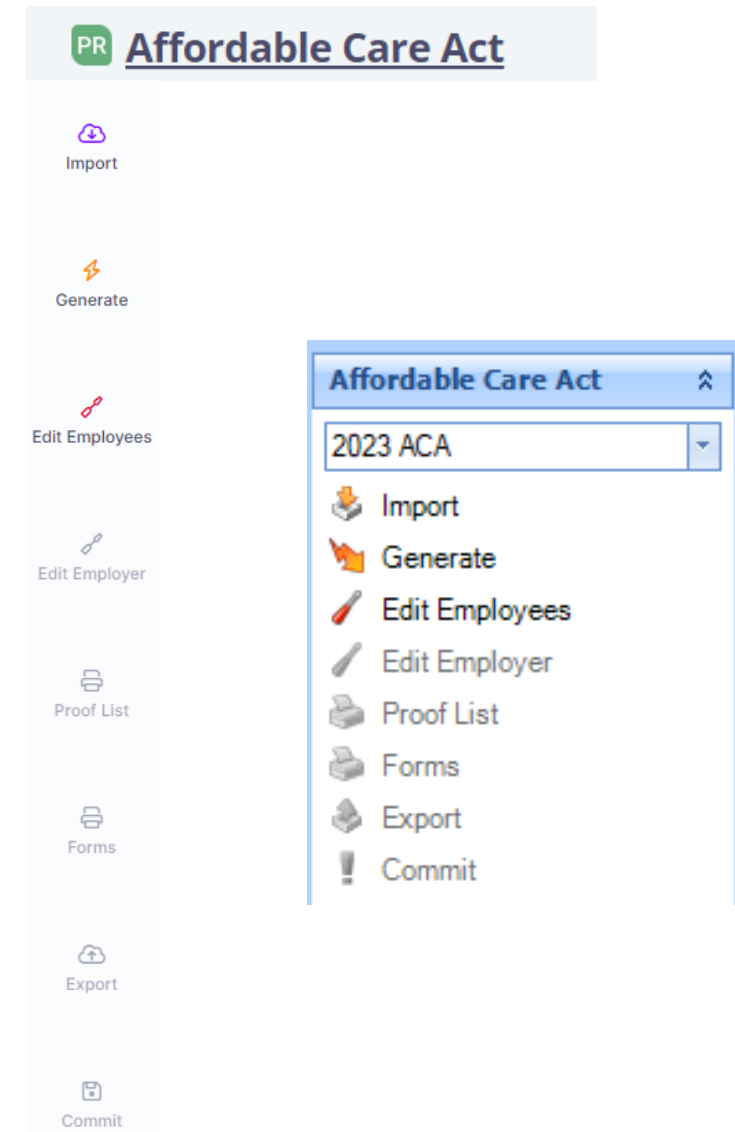 PR Affordable Care Act
Import
Generate
Edit Employees
Edit Employer
Proof List
Forms
Export
Commit
Affordable Care Act
2023 ACA
Import
Generate
Edit Employees
Edit Employer
Proof List
Forms
Export
Commit